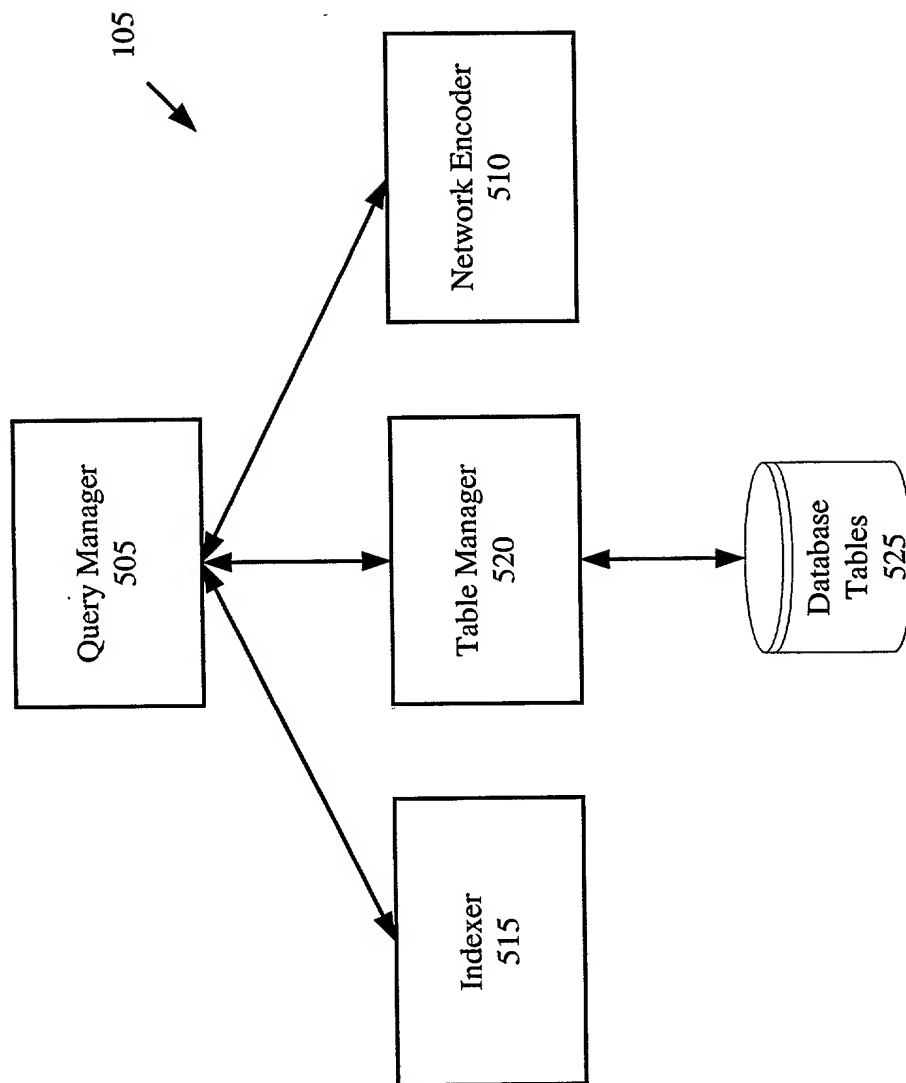 105
Query Manager
505
Indexer
515
Table Manager
520
Network Encoder
510
Database
Tables
525